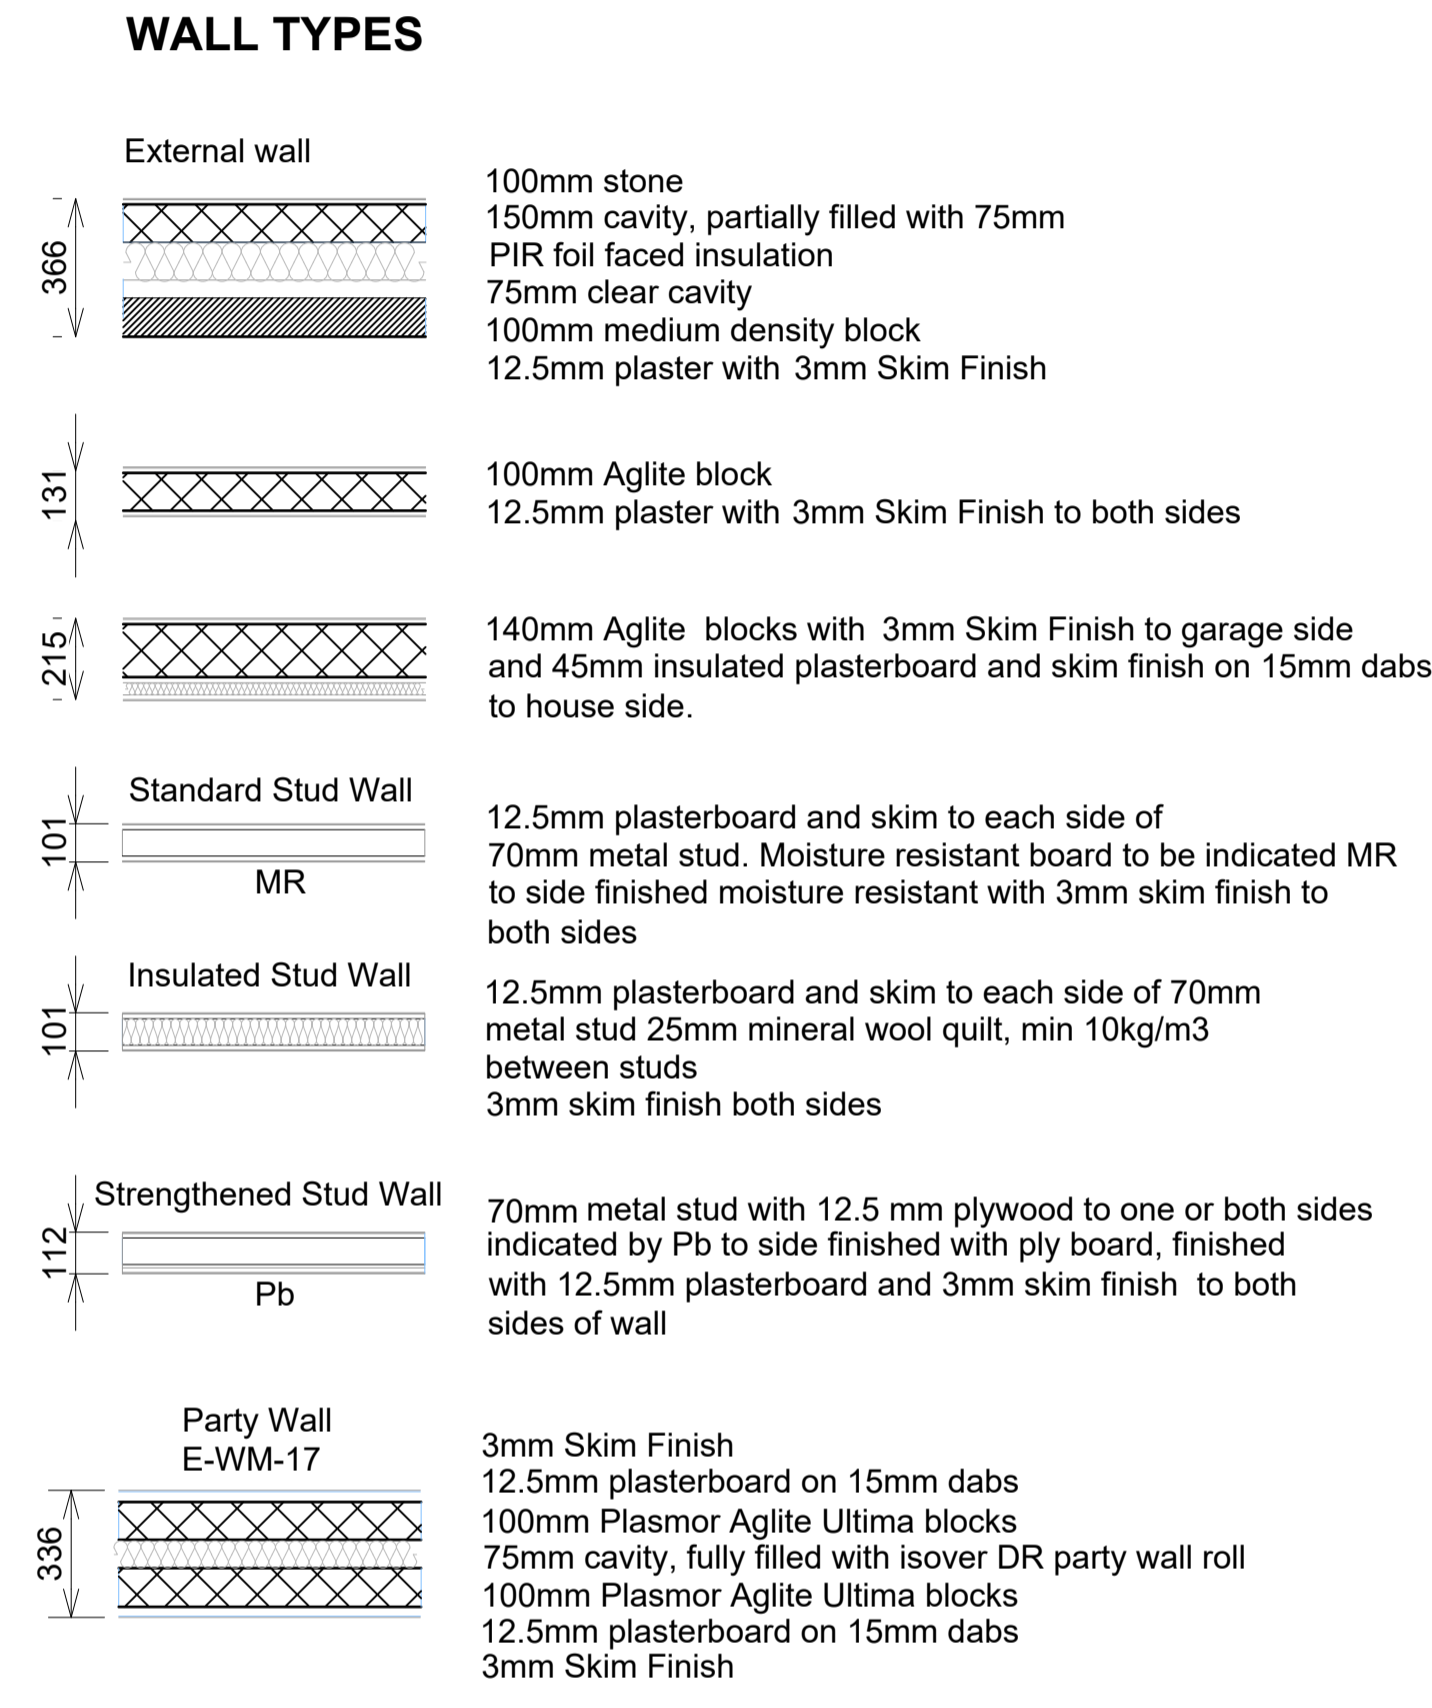 WALL TYPES
External wall
366
100mm stone
150mm cavity, partially filled with 75mm
PIR foil faced insulation
75mm clear cavity
100mm medium density block
12.5mm plaster with 3mm Skim Finish
131
100mm Aglite block
12.5mm plaster with 3mm Skim Finish to both sides
215
140mm Aglite blocks with 3mm Skim Finish to garage side
and 45mm insulated plasterboard and skim finish on 15mm dabs
to house side.
Standard Stud Wall
101
MR
12.5mm plasterboard and skim to each side of
70mm metal stud. Moisture resistant board to be indicated MR
to side finished moisture resistant with 3mm skim finish to
both sides
Insulated Stud Wall
101
12.5mm plasterboard and skim to each side of 70mm
metal stud 25mm mineral wool quilt, min 10kg/m3
between studs
3mm skim finish both sides
Strengthened Stud Wall
112
Pb
70mm metal stud with 12.5 mm plywood to one or both sides
indicated by Pb to side finished with ply board, finished
with 12.5mm plasterboard and 3mm skim finish to both
sides of wall
Party Wall
E-WM-17
336
3mm Skim Finish
12.5mm plasterboard on 15mm dabs
100mm Plasmor Aglite Ultima blocks
75mm cavity, fully filled with isover DR party wall roll
100mm Plasmor Aglite Ultima blocks
12.5mm plasterboard on 15mm dabs
3mm Skim Finish